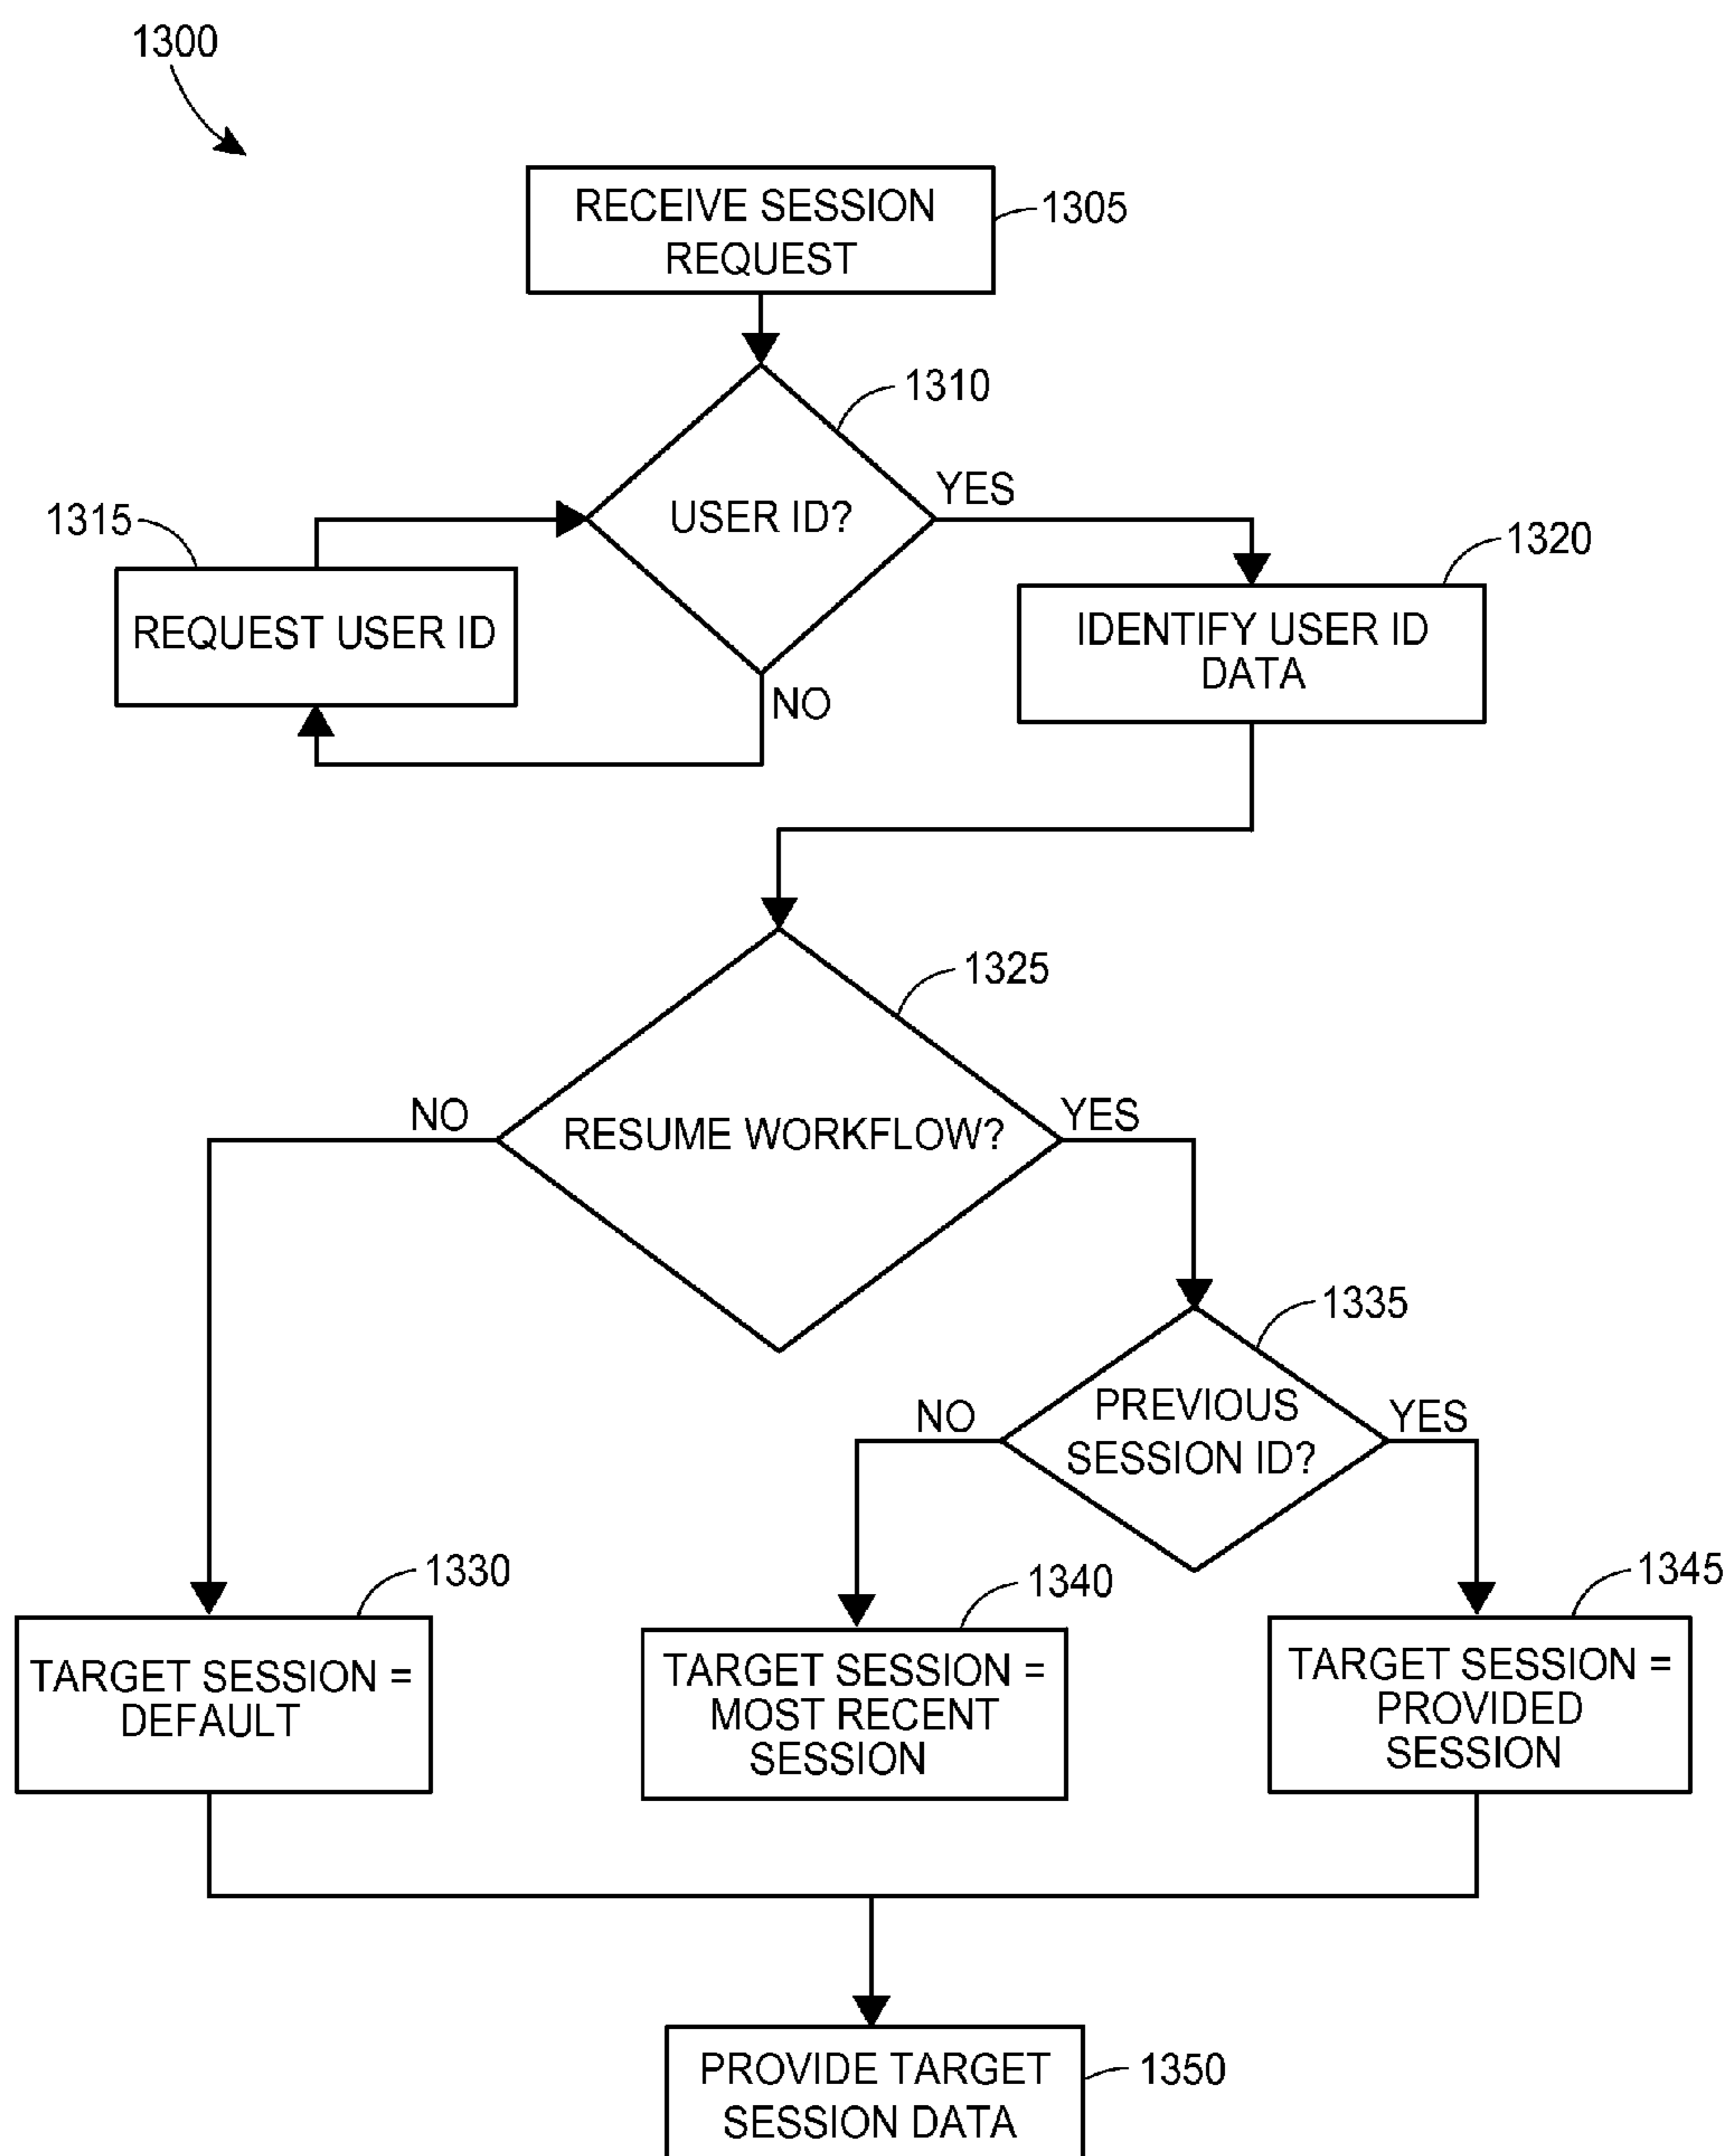 1300
RECEIVE SESSION
REQUEST
1305
1310
USER ID?
YES
NO
1315
REQUEST USER ID
1320
IDENTIFY USER ID
DATA
1325
RESUME WORKFLOW?
NO
YES
1335
PREVIOUS
SESSION ID?
NO
YES
1330
TARGET SESSION =
DEFAULT
1340
TARGET SESSION =
MOST RECENT
SESSION
1345
TARGET SESSION =
PROVIDED
SESSION
PROVIDE TARGET
SESSION DATA
1350